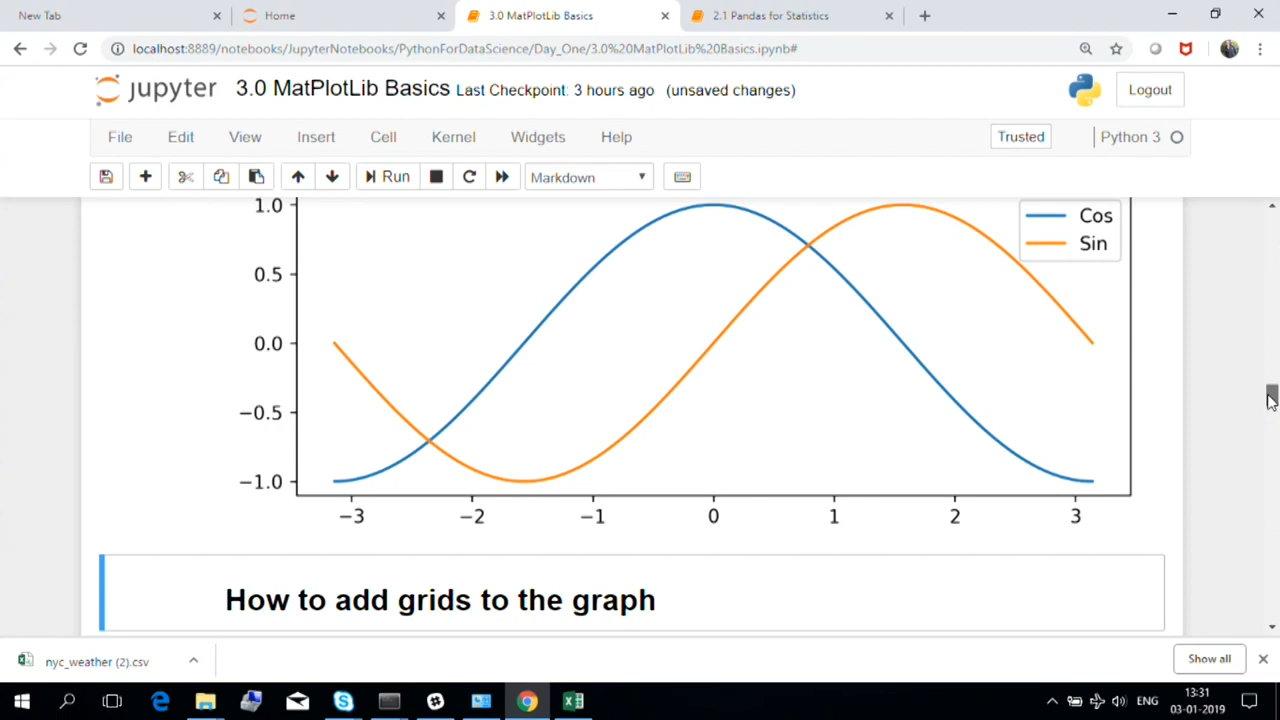 New Tab
Home
3.0 MatPlotLib Basics
2.1 Pandas for Statistics
localhost:8889/notebooks/JupyterNotebooks/PythonForDataScience/Day_One/3.0%20MatPlotLib%20Basics.ipynb#
jupyter 3.0 MatPlotLib Basics Last Checkpoint: 3 hours ago (unsaved changes)
Logout
File Edit View Insert Cell Kernel Widgets Help
Trusted
Python 3
Run
Markdown
1.0
0.5
0.0
−0.5
−1.0
Cos
Sin
−3 −2 −1 0 1 2 3
How to add grids to the graph
nyc_weather (2).csv
Show all
ENG
13:31
03-01-2019